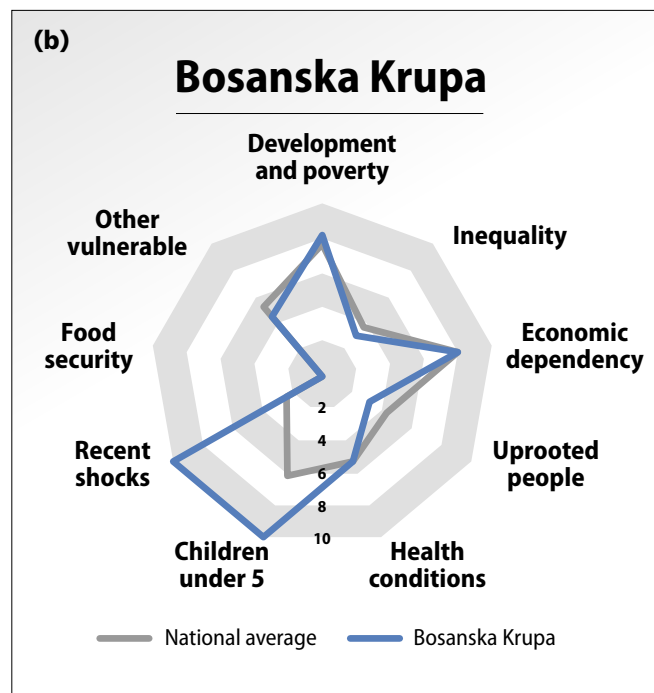 (b)
Bosanska Krupa
Development
and poverty
Other
vulnerable
Inequality
Food
security
Economic
dependency
2
4
6
8
10
Recent
shocks
Uprooted
people
Children
under 5
Health
conditions
National average
Bosanska Krupa